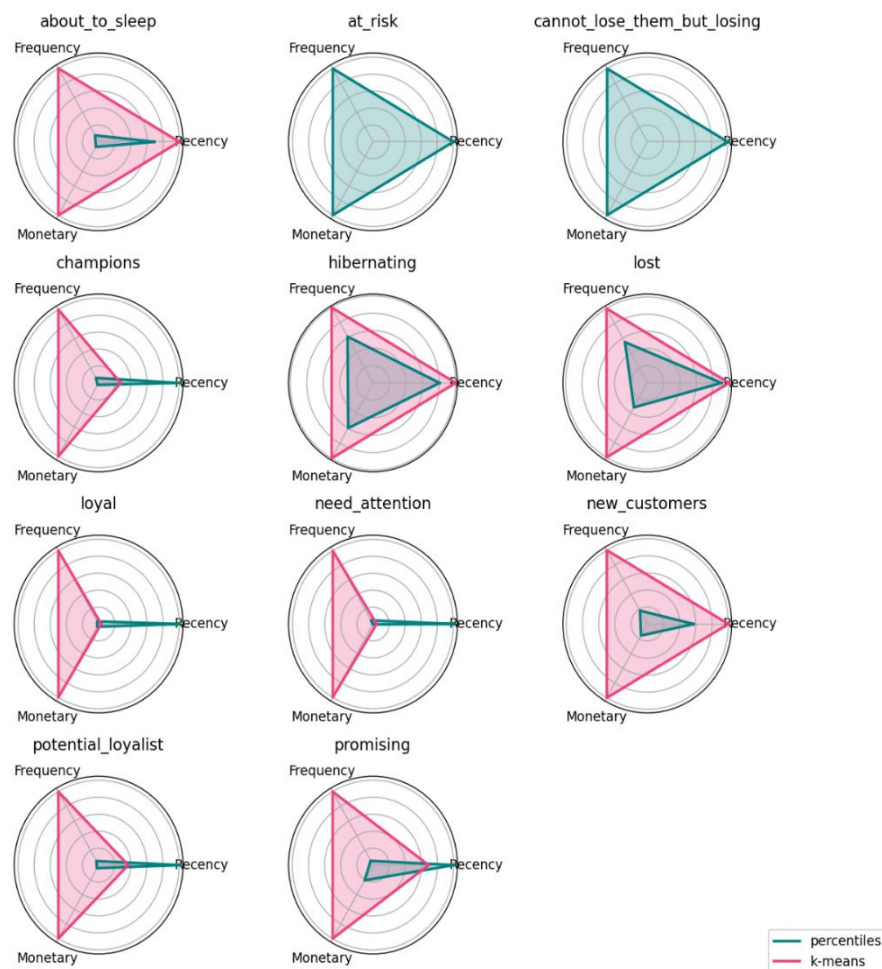 about_to_sleep
at_risk
cannot_lose_them_but_losing
Frequency
Frequency
Frequency
Recency
Recency
Recency
Monetary
Monetary
Monetary
champions
hibernating
lost
Frequency
Frequency
Frequency
Recency
Recency
Recency
Monetary
Monetary
Monetary
loyal
need_attention
new_customers
Frequency
Frequency
Frequency
Recency
Recency
Recency
Monetary
Monetary
Monetary
potential_loyalist
promising
Frequency
Frequency
Recency
Recency
Monetary
Monetary
percentiles
k-means